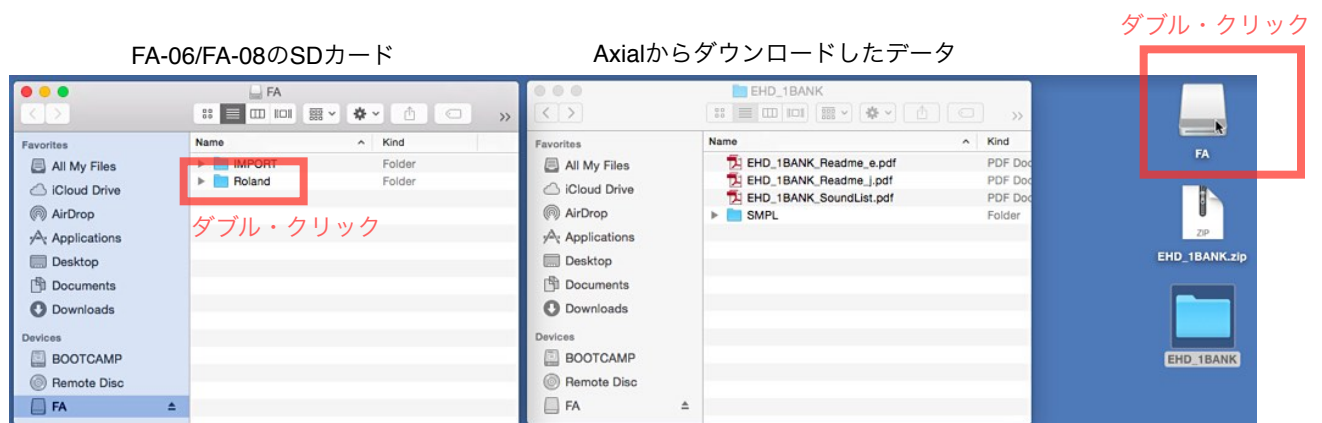 ダブル・クリック
FA-06/FA-08のSDカード
Axialからダウンロードしたデータ
FA
Favorites
All My Files
iCloud Drive
AirDrop
Applications
Desktop
Documents
Downloads
Devices
BOOTCAMP
Remote Disc
FA
Name Kind
IMPORT Folder
Roland Folder
ダブル・クリック
EHD_1BANK
Favorites
All My Files
iCloud Drive
AirDrop
Applications
Desktop
Documents
Downloads
Devices
BOOTCAMP
Remote Disc
FA
Name Kind
EHD_1BANK_Readme_e.pdf PDF Doc
EHD_1BANK_Readme_j.pdf PDF Doc
EHD_1BANK_SoundList.pdf PDF Doc
SMPL Folder
FA
ZIP
EHD_1BANK.zip
EHD_1BANK